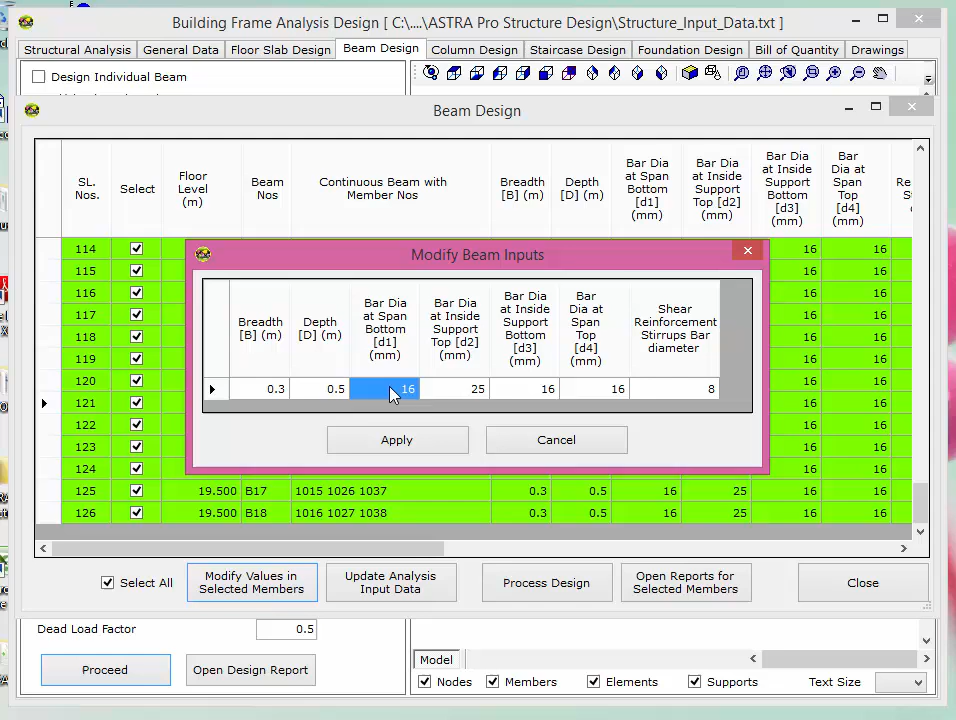 Building Frame Analysis Design [ C:\....\ASTRA Pro Structure Design\Structure_Input_Data.txt ]
Structural Analysis General Data Floor Slab Design Beam Design Column Design Staircase Design Foundation Design Bill of Quantity Drawings
Design Individual Beam
Beam Design
SL. Nos. Select Floor Level (m) Beam Nos Continuous Beam with Member Nos Breadth [B] (m) Depth [D] (m) Bar Dia at Span Bottom [d1] (mm) Bar Dia at Inside Support Top [d2] (mm) Bar Dia at Inside Support Bottom [d3] (mm) Bar Dia at Span Top [d4] (mm)
114 16 16
115 16 16
116 16 16
117 16 16
118 16 16
119 16 16
120 16 16
121 16 16
122 16 16
123 16 16
124 16 16
125 19.500 B17 1015 1026 1037 0.3 0.5 16 25 16 16
126 19.500 B18 1016 1027 1038 0.3 0.5 16 25 16 16
Modify Beam Inputs
Breadth [B] (m) Depth [D] (m) Bar Dia at Span Bottom [d1] (mm) Bar Dia at Inside Support Top [d2] (mm) Bar Dia at Inside Support Bottom [d3] (mm) Bar Dia at Span Top [d4] (mm) Shear Reinforcement Stirrups Bar diameter
0.3 0.5 16 25 16 16 8
Apply Cancel
Select All Modify Values in Selected Members Update Analysis Input Data Process Design Open Reports for Selected Members Close
Dead Load Factor 0.5
Proceed Open Design Report
Model
Nodes Members Elements Supports Text Size